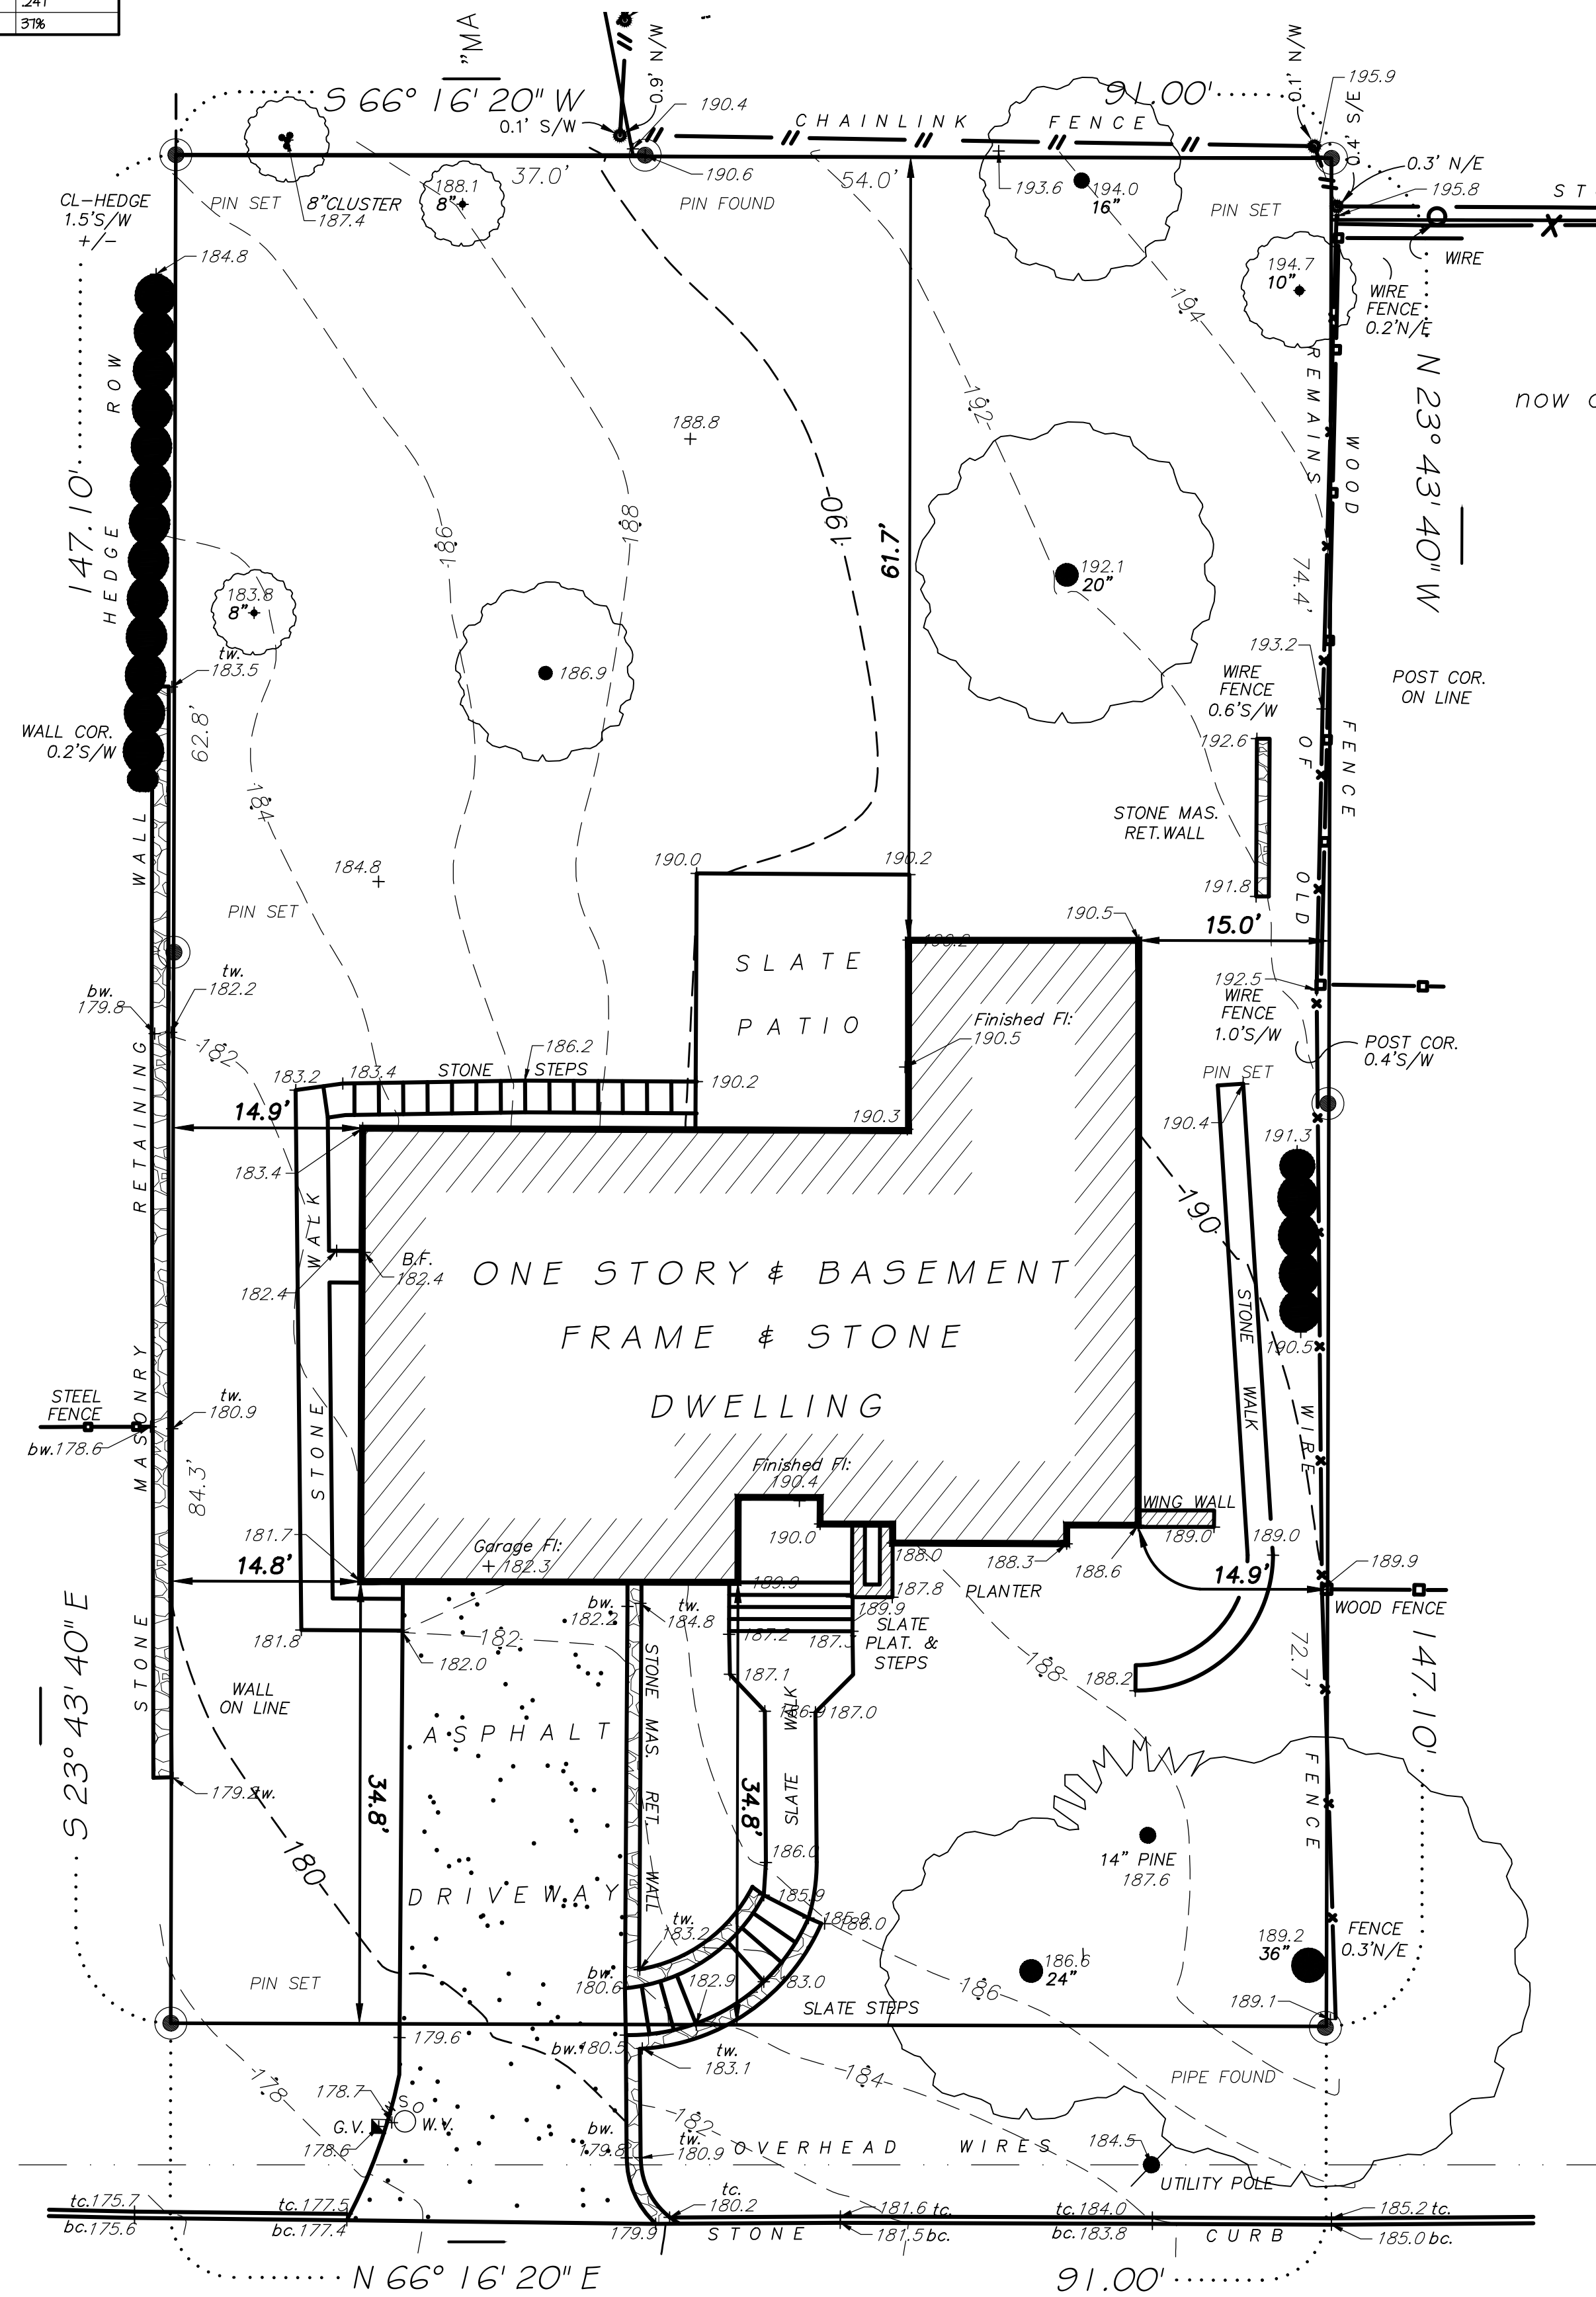 .241
37%
"MA
S 66° 16' 20" W
91.00'
0.9' N/W
0.1' S/W
190.4
CHAINLINK FENCE
0.1' N/W
195.9
0.4' S/E
0.3' N/E
195.8
37.0'
190.6
54.0'
193.6
194.0
16"
CL-HEDGE
1.5'S/W
+/-
PIN SET
8"CLUSTER
187.4
188.1
8"
PIN FOUND
PIN SET
ST
WIRE
184.8
194.7
10"
WIRE
FENCE
0.2'N/E
194
HEDGE ROW
147.10'
REMAINS OF OLD
WOOD FENCE
N 23° 43' 40" W
now
192
188.8
186
188
190
61.7'
192.1
20"
74.4'
183.8
8"
tw.
183.5
186.9
193.2
WIRE
FENCE
0.6'S/W
POST COR.
ON LINE
WALL COR.
0.2'S/W
62.8'
192.6
184
STONE MAS.
RET.WALL
184.8
190.0
190.2
191.8
PIN SET
190.5
15.0'
190.2
SLATE
PATIO
tw.
182.2
bw.
179.8
192.5
WIRE
FENCE
1.0'S/W
Finished Fl:
190.5
182
186.2
STONE STEPS
POST COR.
0.4'S/W
183.2
183.4
190.2
PIN SET
14.9'
190.3
190.4
191.3
183.4
STONE MASONRY RETAINING WALL
STONE WALK
190
B.F.
182.4
182.4
ONE STORY & BASEMENT
FRAME & STONE
DWELLING
STONE WALK
190.5
STEEL
FENCE
tw.
180.9
bw.178.6
84.3'
WIRE FENCE
Finished Fl:
190.4
WING WALL
181.7
Garage Fl:
182.3
190.0
188.0
188.3
188.6
189.0
189.0
14.8'
189.9
187.8
PLANTER
14.9'
189.9
WOOD FENCE
bw.
182.2
tw.
184.8
189.9
SLATE
PLAT. &
STEPS
181.8
182
182.0
187.2
187.3
72.7'
S 23° 43' 40" E
WALL
ON LINE
187.1
188
188.2
147.10'
ASPHALT
DRIVEWAY
STONE MAS. RET. WALL
186.9
187.0
SLATE WALK
179.2
tw.
34.8'
34.8'
180
186.0
14" PINE
187.6
185.9
185.9
186.0
tw.
183.2
189.2
36"
FENCE
0.3'N/E
186.6
24"
PIN SET
bw.
180.6
182.9
183.0
186
SLATE STEPS
189.1
179.6
bw.180.5
tw.
183.1
184
PIPE FOUND
178
178.7
SO
G.V.
W.V.
178.6
182
bw.
179.8
tw.
180.9
OVERHEAD WIRES
184.5
UTILITY POLE
tc.175.7
bc.175.6
tc.177.5
bc.177.4
tc.
180.2
179.9
181.6 tc.
181.5 bc.
tc.184.0
bc.183.8
185.2 tc.
185.0 bc.
STONE CURB
N 66° 16' 20" E
91.00'